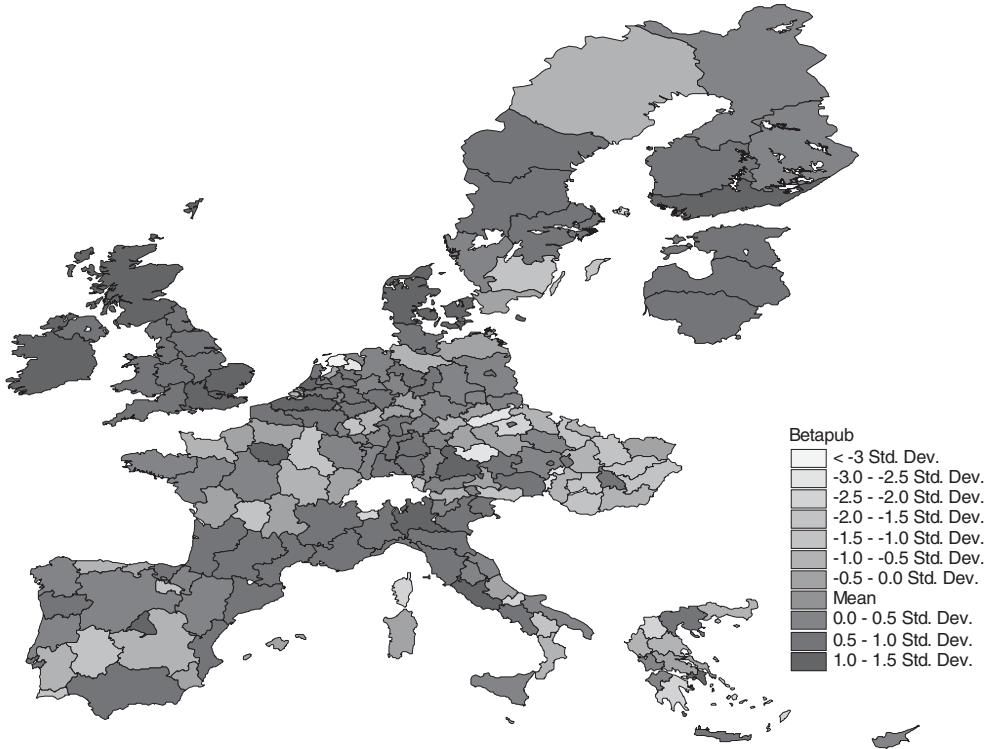 Betapub
< -3 Std. Dev.
-3.0 - -2.5 Std. Dev.
-2.5 - -2.0 Std. Dev.
-2.0 - -1.5 Std. Dev.
-1.5 - -1.0 Std. Dev.
-1.0 - -0.5 Std. Dev.
-0.5 - 0.0 Std. Dev.
Mean
0.0 - 0.5 Std. Dev.
0.5 - 1.0 Std. Dev.
1.0 - 1.5 Std. Dev.